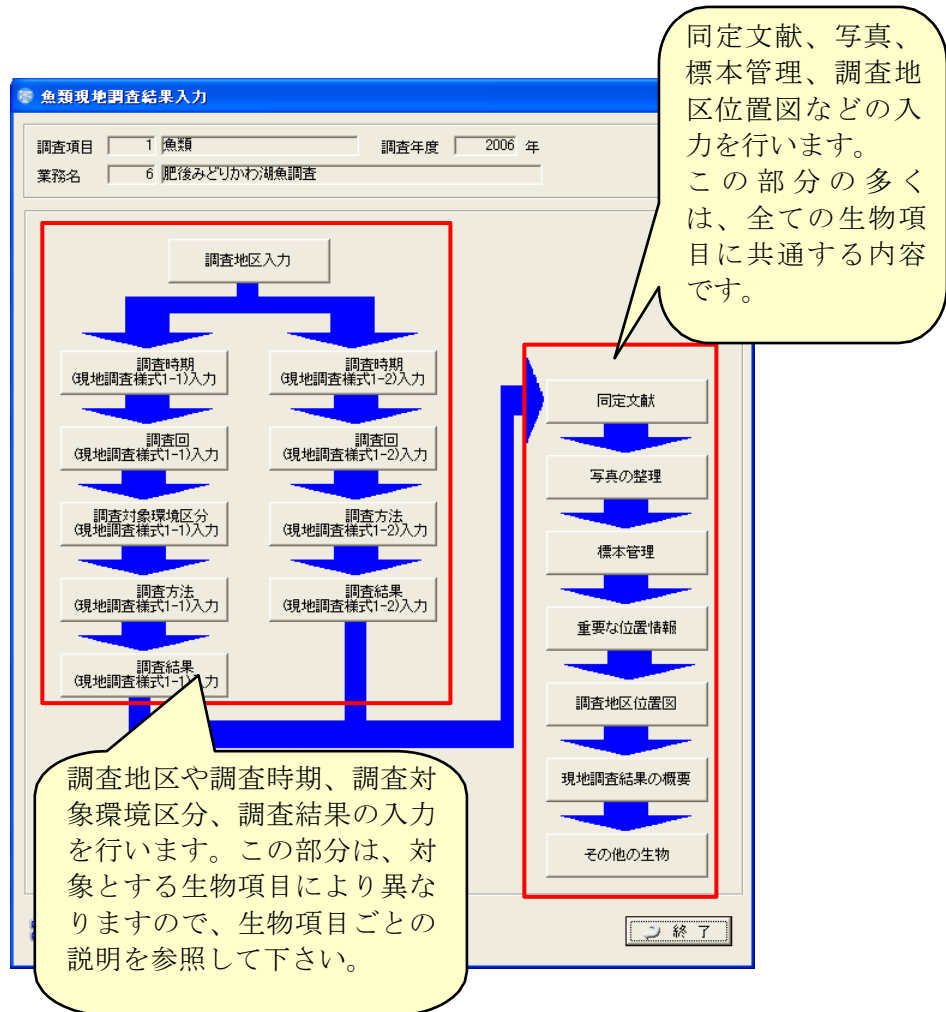 同定文献、写真、
標本管理、調査地
区位置図などの入
力を行います。
この部分の多く
は、全ての生物項
目に共通する内容
です。
魚類現地調査結果入力
調査項目 1 魚類 調査年度 2006 年
業務名 6 肥後みどりかわ湖魚調査
調査地区入力
調査時期
(現地調査様式1-1)入力
調査回
(現地調査様式1-1)入力
調査対象環境区分
(現地調査様式1-1)入力
調査方法
(現地調査様式1-1)入力
調査結果
(現地調査様式1-1)入力
調査時期
(現地調査様式1-2)入力
調査回
(現地調査様式1-2)入力
調査方法
(現地調査様式1-2)入力
調査結果
(現地調査様式1-2)入力
同定文献
写真の整理
標本管理
重要な位置情報
調査地区位置図
現地調査結果の概要
その他の生物
調査地区や調査時期、調査対
象環境区分、調査結果の入力
を行います。この部分は、対
象とする生物項目により異な
りますので、生物項目ごとの
説明を参照して下さい。
終了